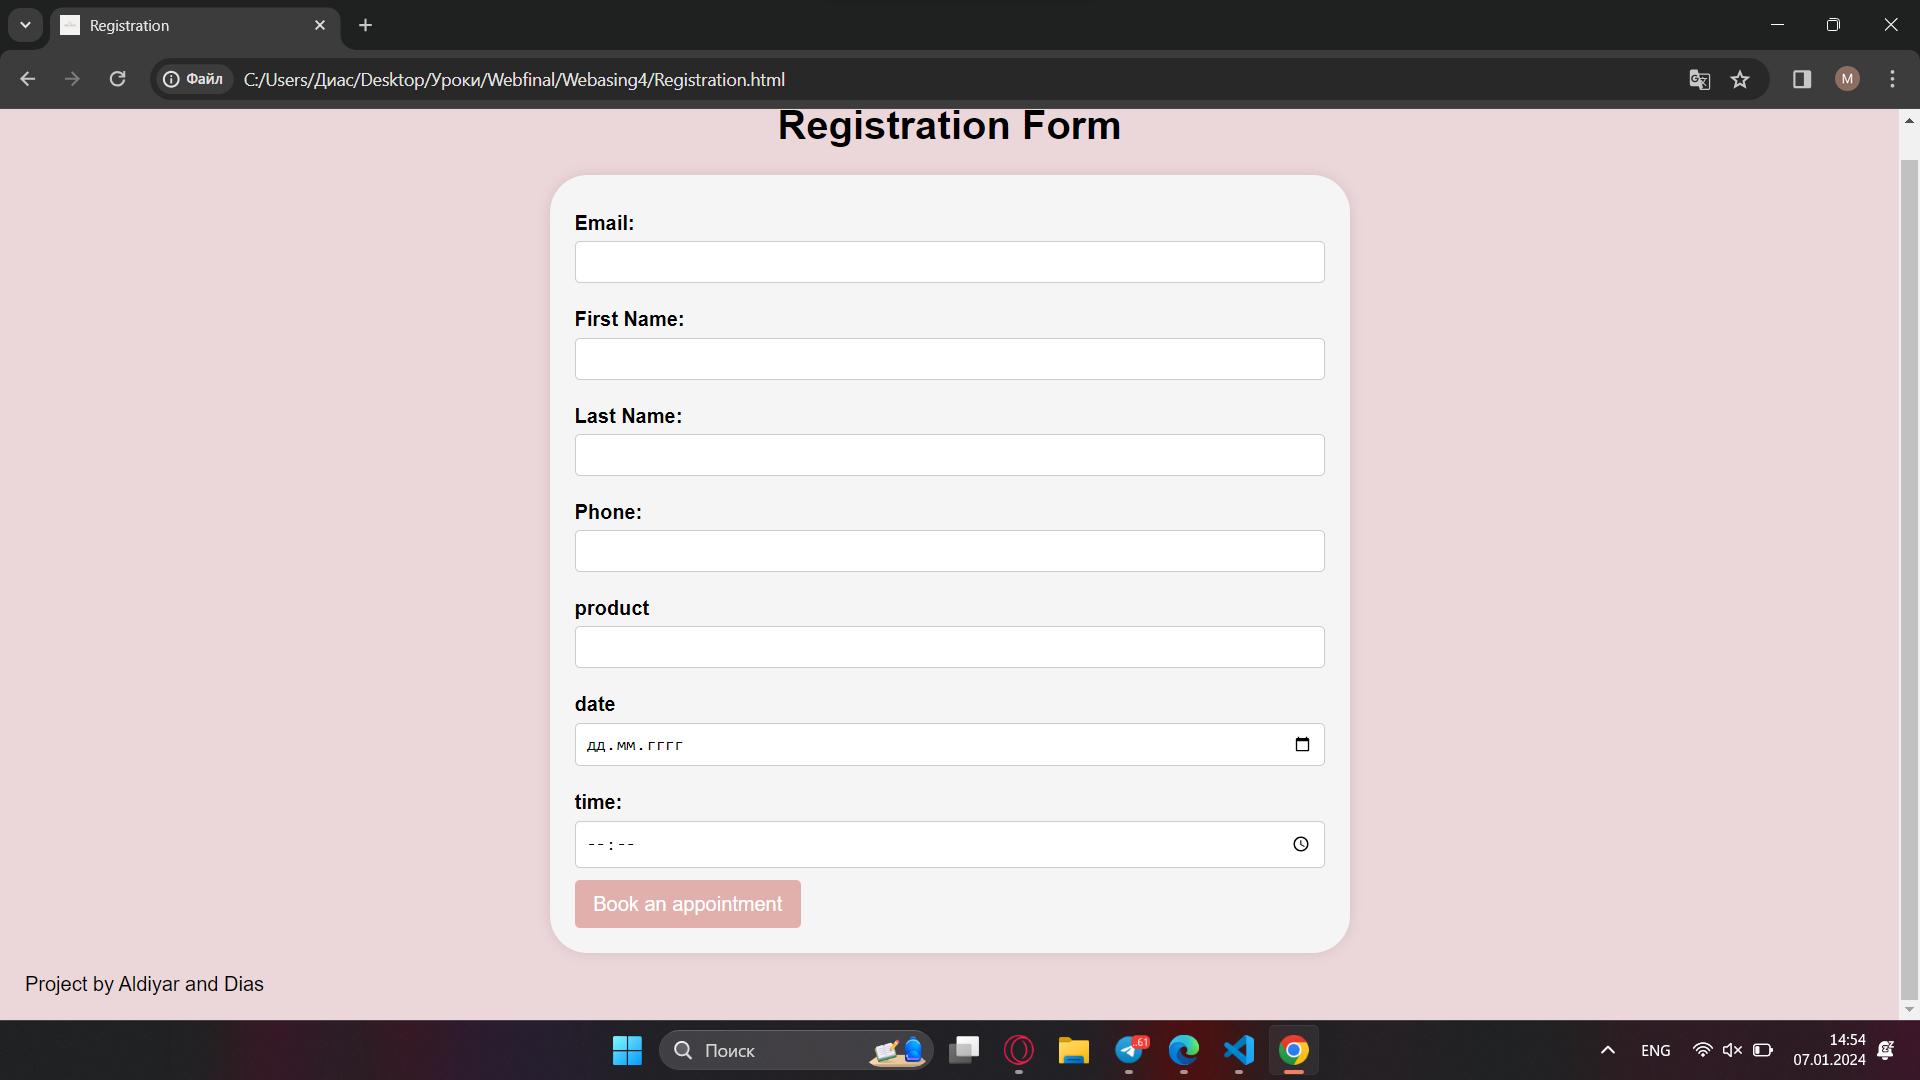 Registration
Файл
C:/Users/Диас/Desktop/Уроки/Webfinal/Webasing4/Registration.html
M
Registration Form
Email:
First Name:
Last Name:
Phone:
product
date
дд.мм.гггг
time:
--:--
Book an appointment
Project by Aldiyar and Dias
Поиск
..61
ENG
14:54
07.01.2024